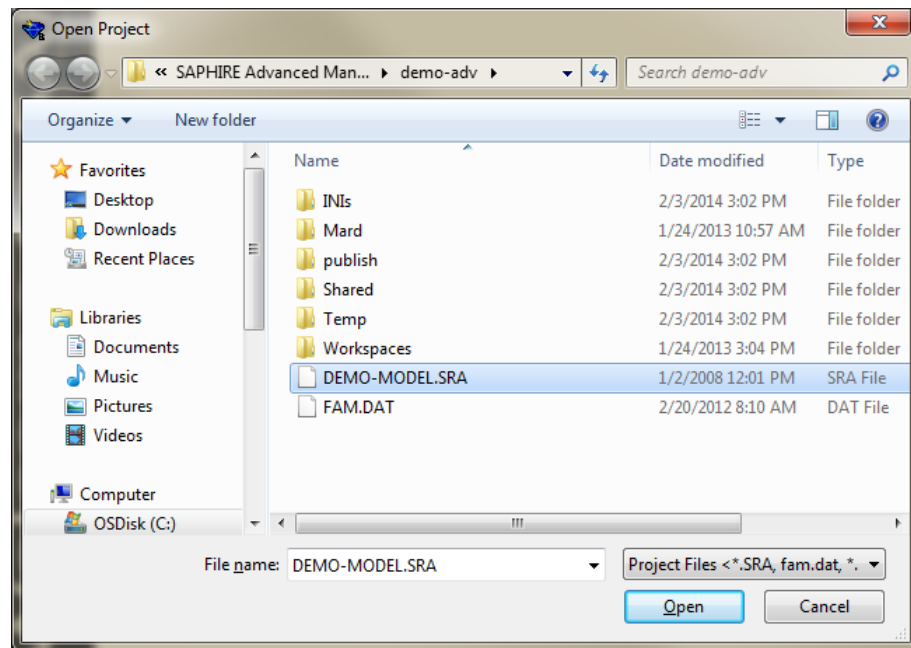 Open Project
« SAPHIRE Advanced Man... demo-adv Search demo-adv
Organize New folder
Name Date modified Type
Favorites
Desktop
Downloads
Recent Places
Libraries
Documents
Music
Pictures
Videos
Computer
OSDisk (C:)
INIs 2/3/2014 3:02 PM File folder
Mard 1/24/2013 10:57 AM File folder
publish 2/3/2014 3:02 PM File folder
Shared 2/3/2014 3:02 PM File folder
Temp 2/3/2014 3:02 PM File folder
Workspaces 1/24/2013 3:04 PM File folder
DEMO-MODEL.SRA 1/2/2008 12:01 PM SRA File
FAM.DAT 2/20/2012 8:10 AM DAT File
File name: DEMO-MODEL.SRA Project Files <*.SRA, fam.dat, *.
Open Cancel